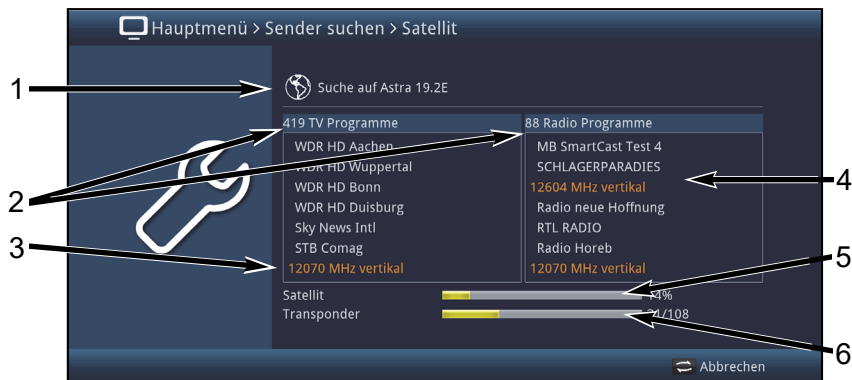 Hauptmenü > Sender suchen > Satellit
1
Suche auf Astra 19.2E
419 TV Programme
88 Radio Programme
WDR HD Aachen
WDR HD Wuppertal
WDR HD Bonn
WDR HD Duisburg
Sky News Intl
STB Comag
12070 MHz vertikal
MB SmartCast Test 4
SCHLAGERPARADIES
12604 MHz vertikal
Radio neue Hoffnung
RTL RADIO
Radio Horeb
12070 MHz vertikal
2
3
4
5
6
Satellit 14%
Transponder 31/108
Abbrechen